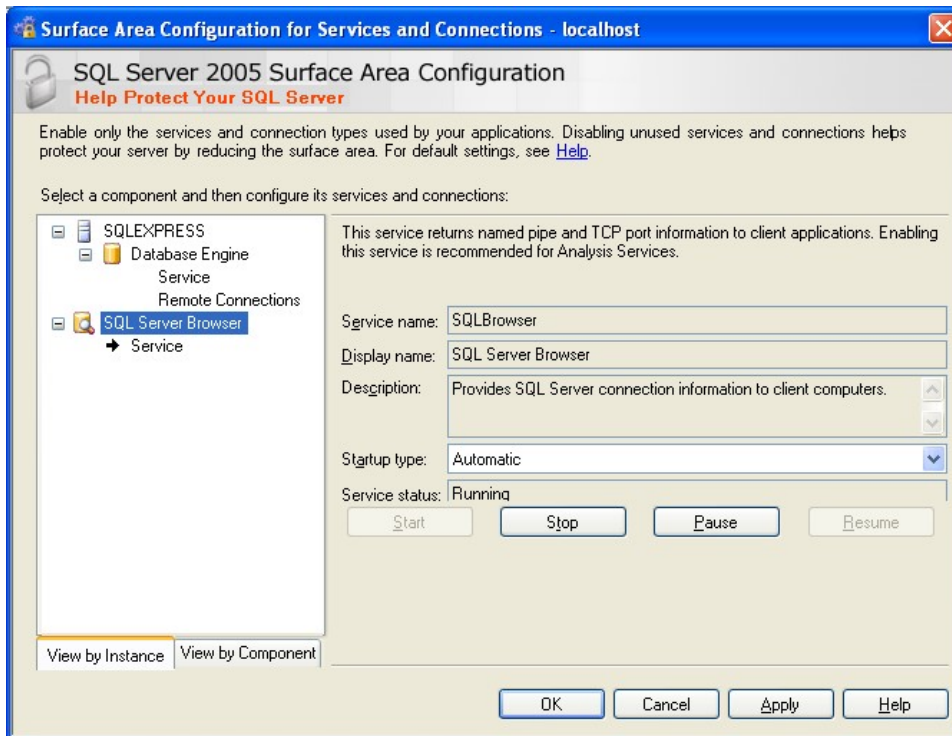 Surface Area Configuration for Services and Connections - localhost
SQL Server 2005 Surface Area Configuration
Help Protect Your SQL Server
Enable only the services and connection types used by your applications. Disabling unused services and connections helps
protect your server by reducing the surface area. For default settings, see Help.
Select a component and then configure its services and connections:
SQLEXPRESS
Database Engine
Service
Remote Connections
SQL Server Browser
Service
This service returns named pipe and TCP port information to client applications. Enabling
this service is recommended for Analysis Services.
Service name: SQLBrowser
Display name: SQL Server Browser
Description: Provides SQL Server connection information to client computers.
Startup type: Automatic
Service status: Running
Start Stop Pause Resume
View by Instance View by Component
OK Cancel Apply Help